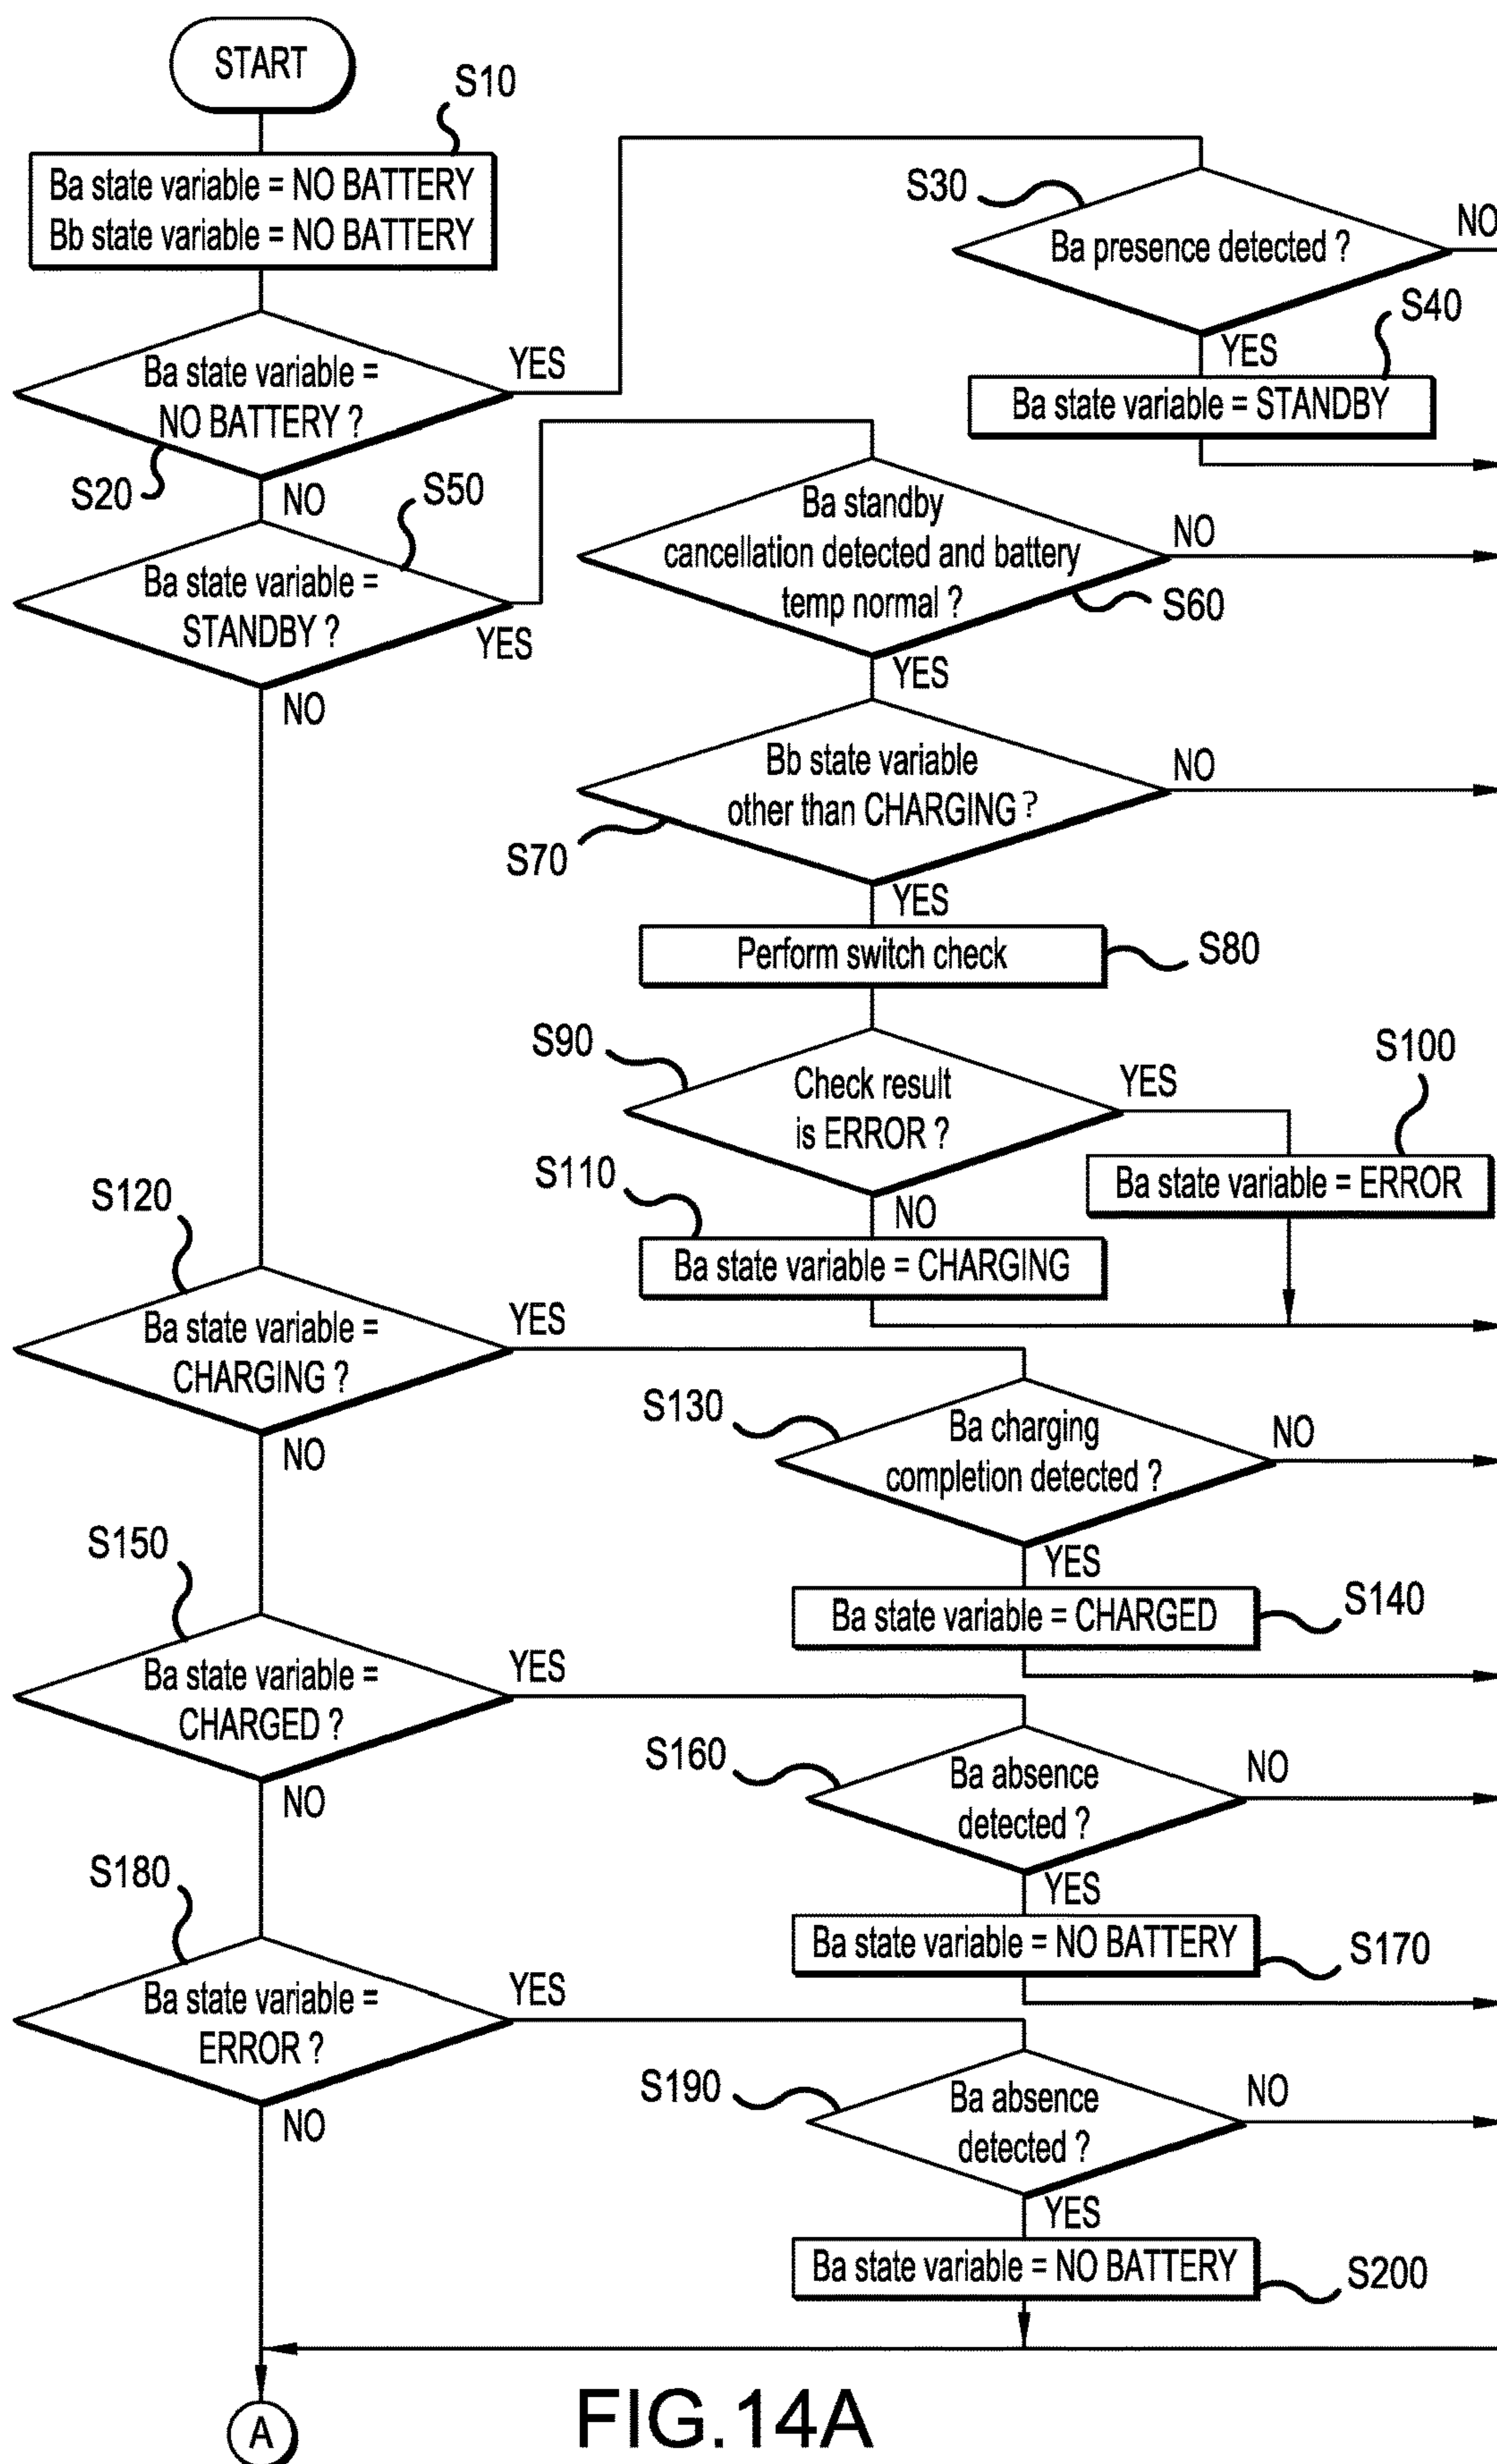 START
S10
Ba state variable = NO BATTERY
Bb state variable = NO BATTERY
S30
Ba presence detected ?
NO
S40
YES
Ba state variable = STANDBY
Ba state variable =
NO BATTERY ?
YES
S20
NO
S50
Ba state variable =
STANDBY ?
YES
NO
Ba standby
cancellation detected and battery
temp normal ?
NO
S60
YES
Bb state variable
other than CHARGING ?
NO
S70
YES
Perform switch check
S80
S90
Check result
is ERROR ?
YES
S100
Ba state variable = ERROR
S110
NO
Ba state variable = CHARGING
S120
Ba state variable =
CHARGING ?
YES
NO
S130
Ba charging
completion detected ?
NO
YES
Ba state variable = CHARGED
S140
S150
Ba state variable =
CHARGED ?
YES
NO
S160
Ba absence
detected ?
NO
YES
Ba state variable = NO BATTERY
S170
S180
Ba state variable =
ERROR ?
YES
NO
S190
Ba absence
detected ?
NO
YES
Ba state variable = NO BATTERY
S200
A
FIG.14A